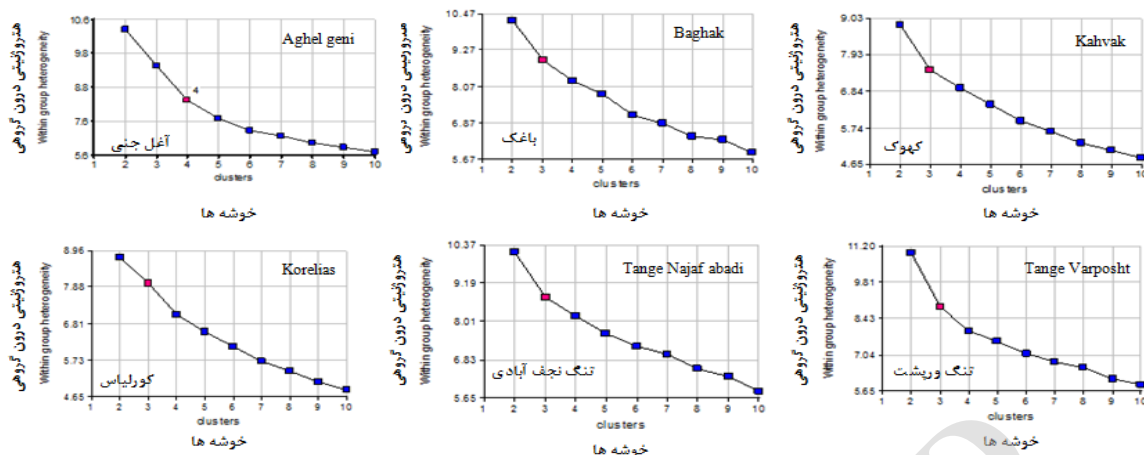 هتروژنیتی درون گروهی
Within group heterogeneity
10.6
9.8
8.8
7.6
5.6
Aghel geni
4
آغل جنی
1 2 3 4 5 6 7 8 9 10
clusters
خوشه ها
هتروژنیتی درون گروهی
Within group heterogeneity
10.47
9.27
8.07
6.87
5.67
Baghak
باغک
1 2 3 4 5 6 7 8 9 10
clusters
خوشه ها
هتروژنیتی درون گروهی
Within group heterogeneity
9.03
7.93
6.84
5.74
4.65
Kahvak
کهوک
1 2 3 4 5 6 7 8 9 10
clusters
خوشه ها
هتروژنیتی درون گروهی
Within group heterogeneity
8.96
7.88
6.81
5.73
4.65
Korelias
کورلیاس
1 2 3 4 5 6 7 8 9 10
clusters
خوشه ها
هتروژنیتی درون گروهی
Within group heterogeneity
10.37
9.19
8.01
6.83
5.65
Tange Najaf abadi
تنگ نجف آبادی
1 2 3 4 5 6 7 8 9 10
clusters
خوشه ها
هتروژنیتی درون گروهی
Within group heterogeneity
11.20
9.81
8.43
7.04
5.65
Tange Varposht
تنگ ورپشت
1 2 3 4 5 6 7 8 9 10
clusters
خوشه ها